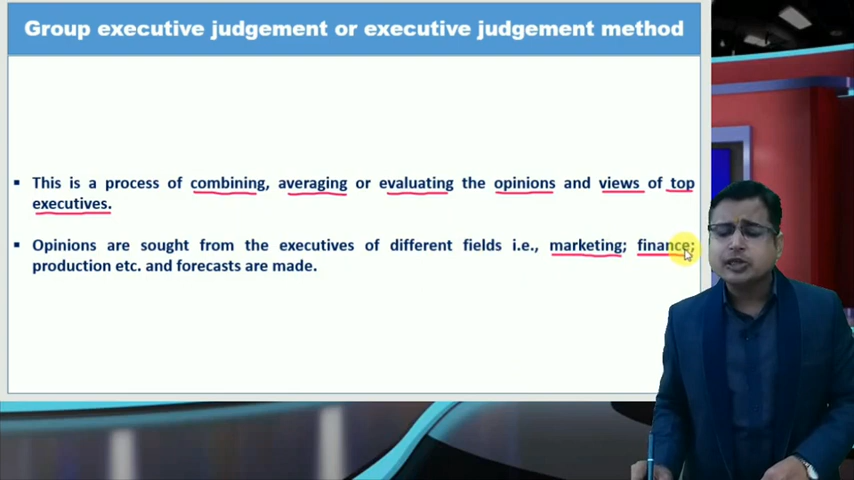 Group executive judgement or executive judgement method
▪ This is a process of combining, averaging or evaluating the opinions and views of top
executives.
▪ Opinions are sought from the executives of different fields i.e., marketing; finance;
production etc. and forecasts are made.